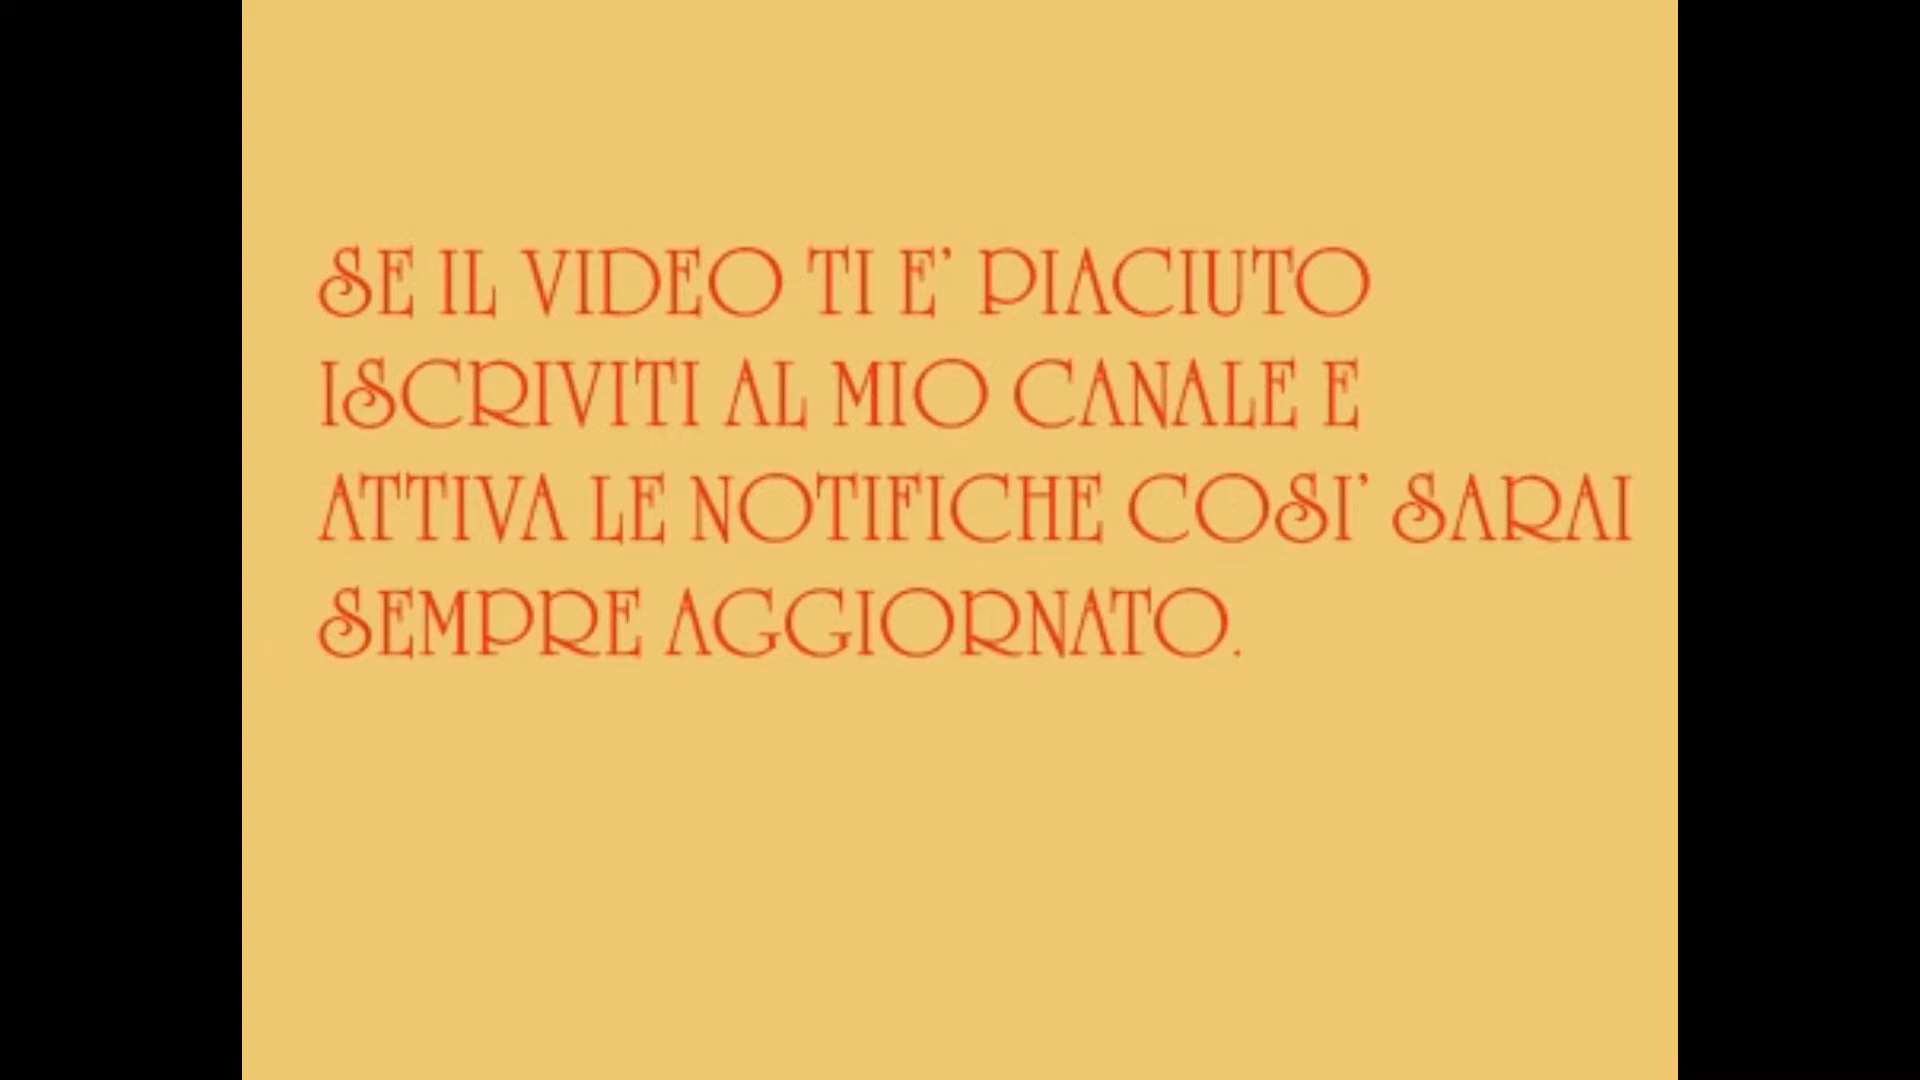 SE IL VIDEO TI E' PIACIUTO
ISCRIVITI AL MIO CANALE E
ATTIVA LE NOTIFICHE COSI' SARAI
SEMPRE AGGIORNATO.